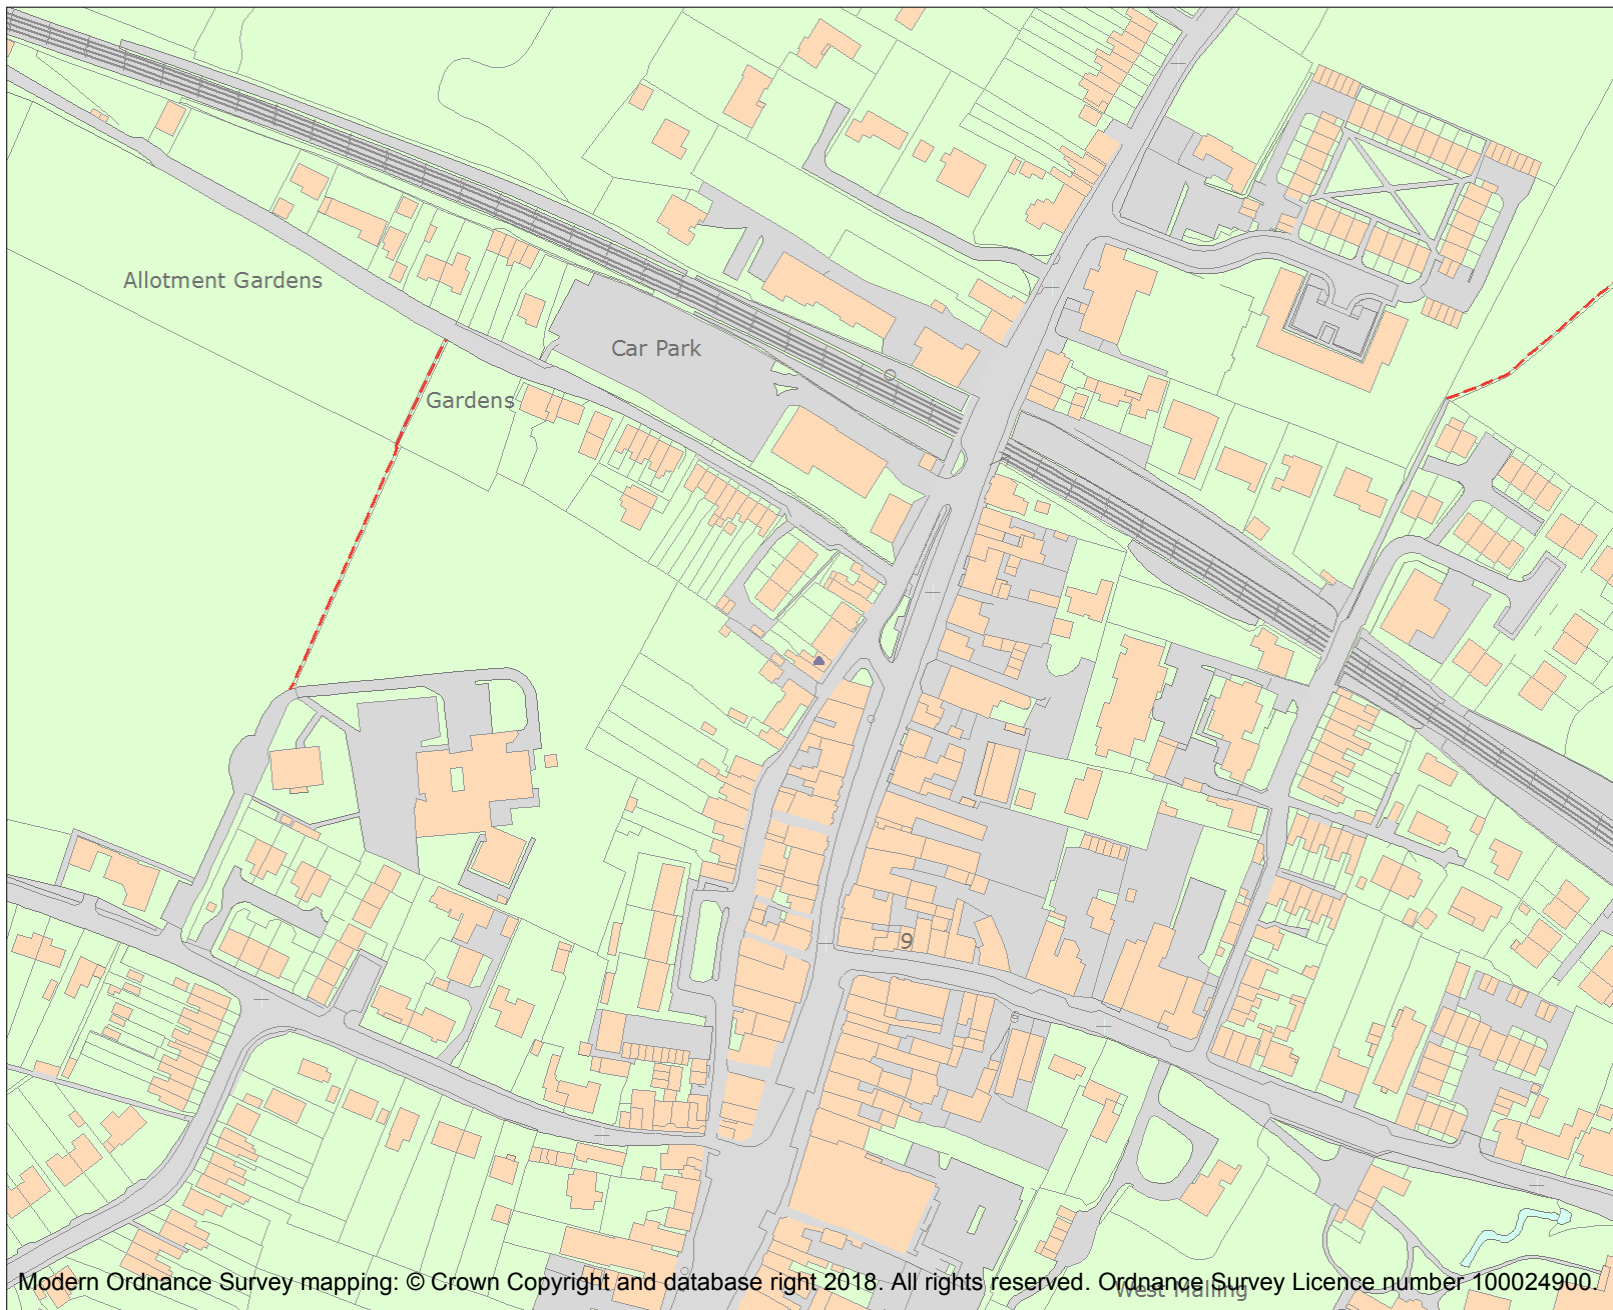 Allotment Gardens
Car Park
Gardens
9
Modern Ordnance Survey mapping: © Crown Copyright and database right 2018. All rights reserved. Ordnance Survey Licence number 100024900.
West Malling